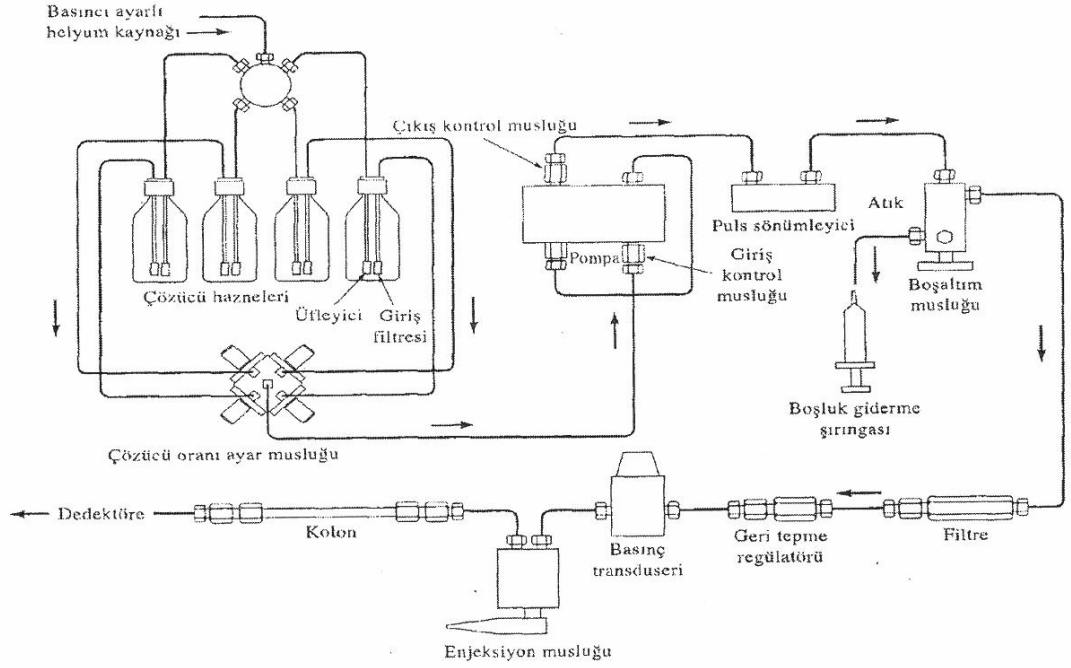 Basıncı ayarlı
helyum kaynağı
Çıkış kontrol musluğu
Puls sönümleyici
Atık
Pompa
Giriş
kontrol
musluğu
Boşaltım
musluğu
Çözücü hazneleri
Üfleyici
Giriş
filtresi
Boşluk giderme
şırıngası
Çözücü oranı ayar musluğu
Dedektöre
Kolon
Basınç
transduseri
Geri tepme
regülatörü
Filtre
Enjeksiyon musluğu